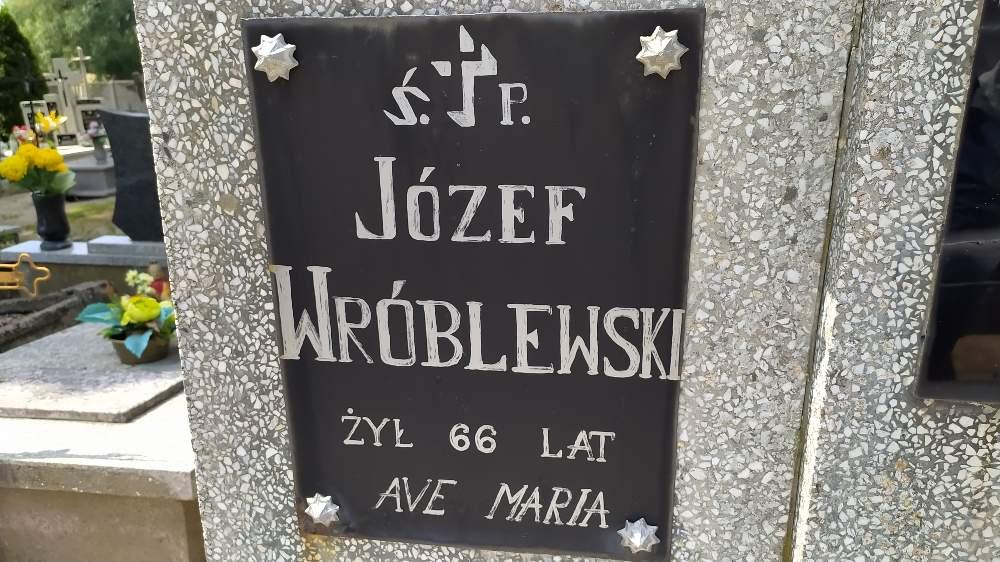 Ś. P.
JÓZEF
WRÓBLEWSKI
ŻYŁ 66 LAT
AVE MARIA